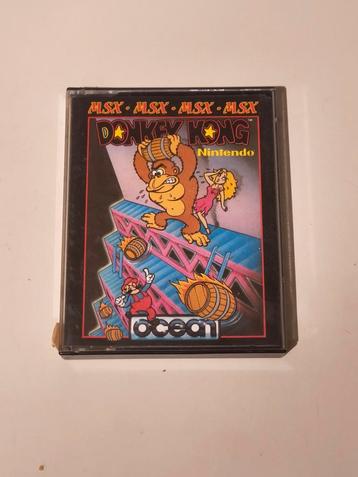 MSX • MSX • MSX • MSX
DONKEY KONG
Nintendo
ocean